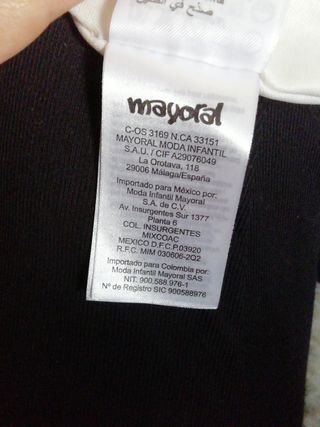 صنع في
mayoral
C-OS 3169 N.CA 33151
MAYORAL MODA INFANTIL
S.A.U. / CIF A29076049
La Orotava, 118
29006 Málaga/España
Importado para México por:
Moda Infantil Mayoral
S.A. de C.V.
Av. Insurgentes Sur 1377
Planta 6
COL. INSURGENTES
MIXCOAC
MEXICO D.F.C.P.03920
R.F.C. MIM 030606-2Q2
Importado para Colombia por:
Moda Infantil Mayoral SAS
NIT. 900.588.976-1
Nº de Registro SIC 900588976